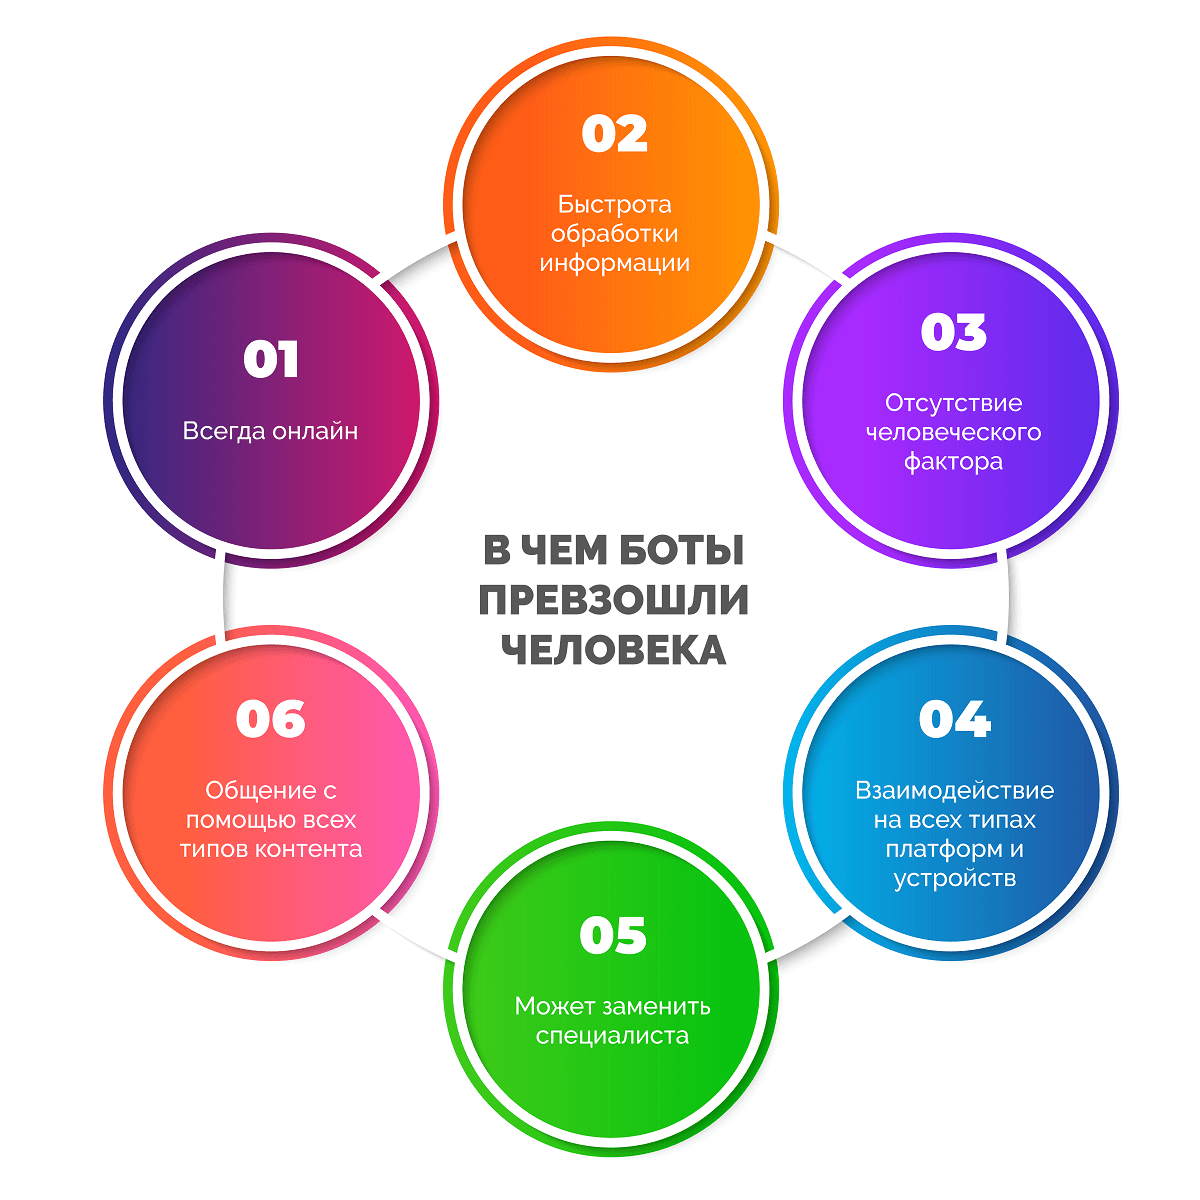 В ЧЕМ БОТЫ
ПРЕВЗОШЛИ
ЧЕЛОВЕКА
01
Всегда онлайн
02
Быстрота
обработки
информации
03
Отсутствие
человеческого
фактора
04
Взаимодействие
на всех типах
платформ и
устройств
05
Может заменить
специалиста
06
Общение с
помощью всех
типов контента